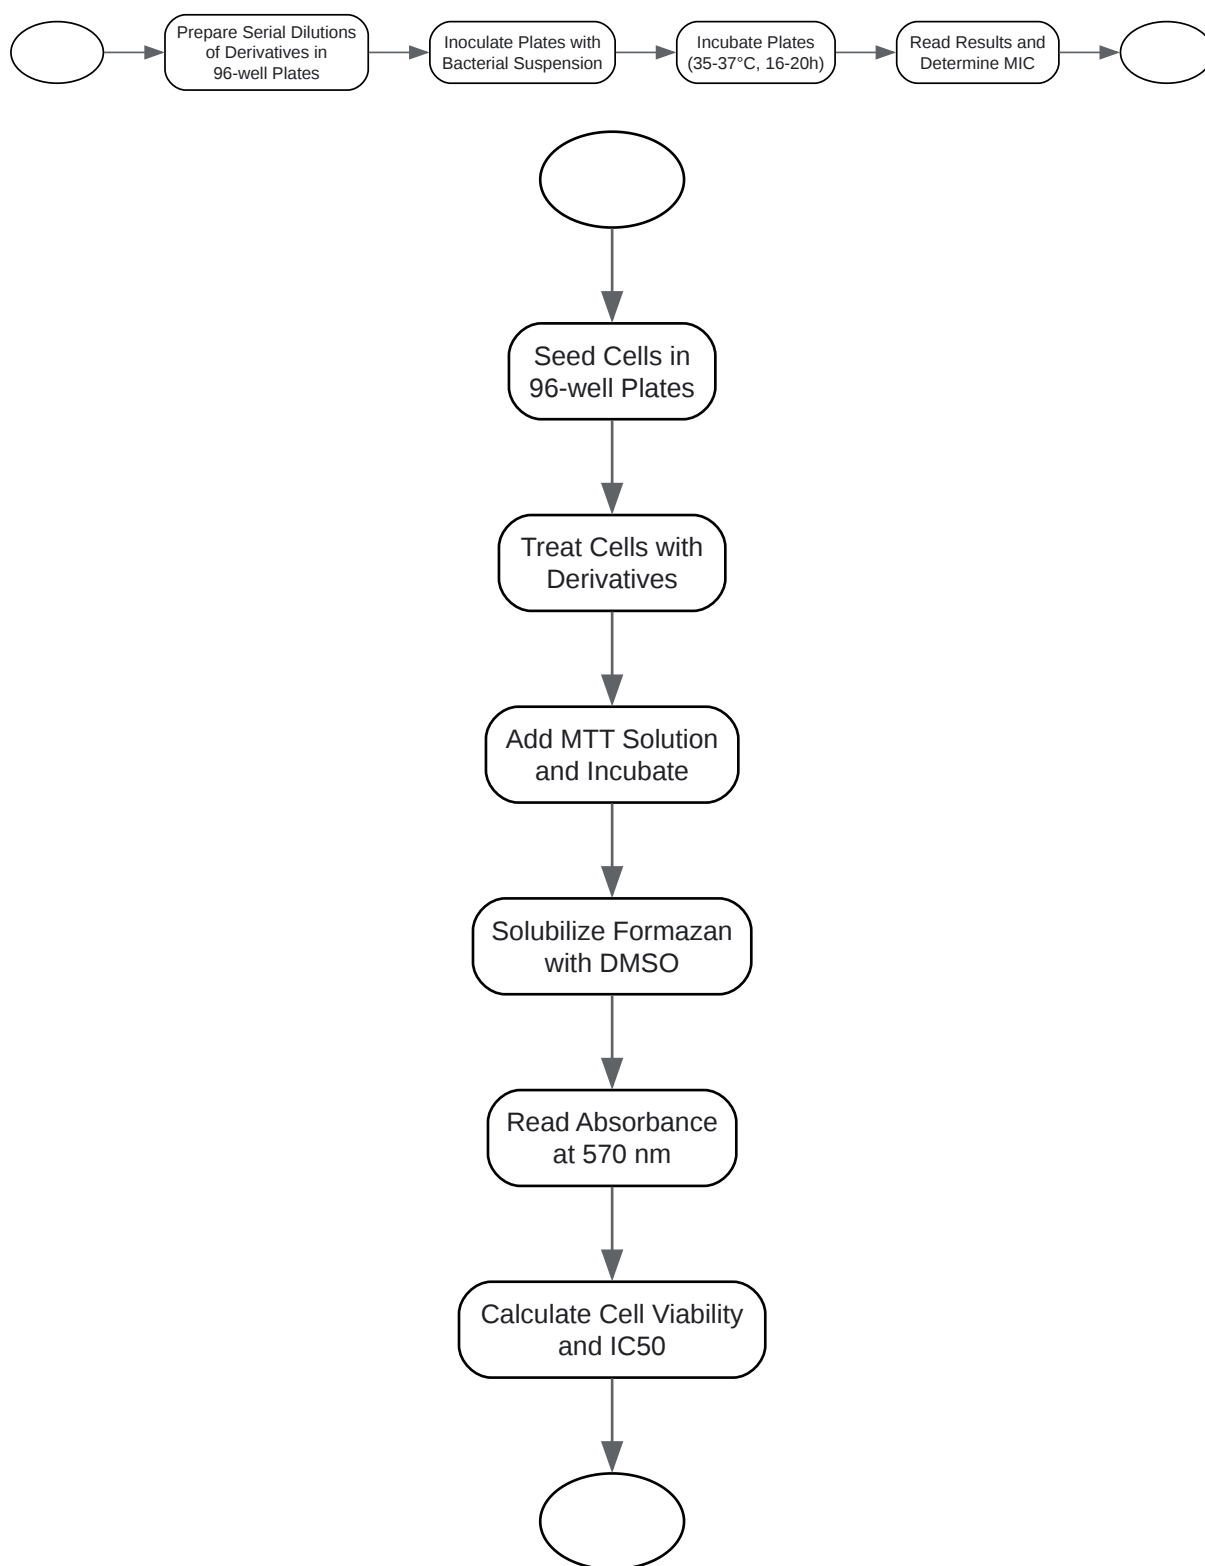 Prepare Serial Dilutions
of Derivatives in
96-well Plates
Inoculate Plates with
Bacterial Suspension
Incubate Plates
(35-37°C, 16-20h)
Read Results and
Determine MIC
Seed Cells in
96-well Plates
Treat Cells with
Derivatives
Add MTT Solution
and Incubate
Solubilize Formazan
with DMSO
Read Absorbance
at 570 nm
Calculate Cell Viability
and IC50